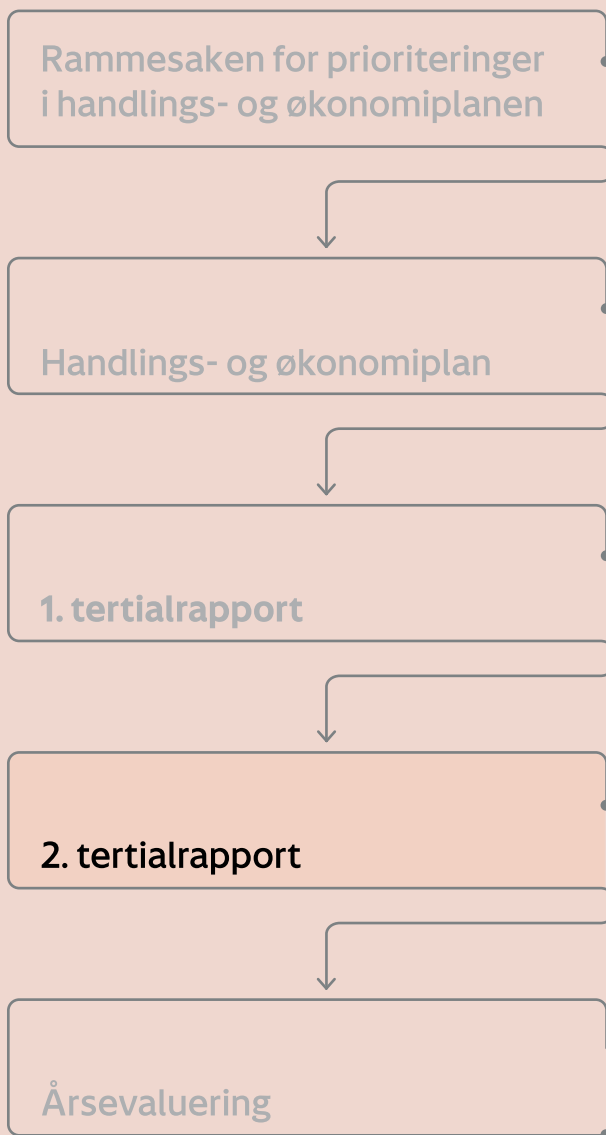 Rammesaken for prioriteringer
i handlings- og økonomiplanen
Handlings- og økonomiplan
1. tertialrapport
2. tertialrapport
Årsevaluering